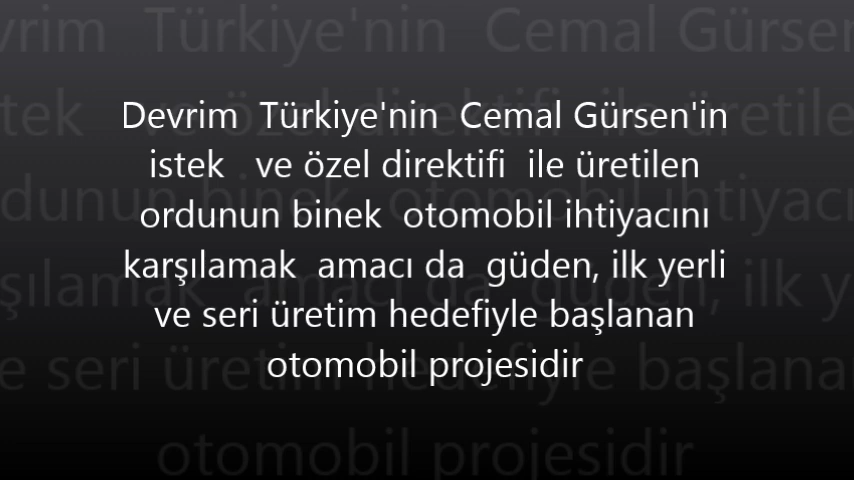 Devrim Türkiye'nin Cemal Gürsen'in
istek ve özel direktifi ile üretilen
ordunun binek otomobil ihtiyacını
karşılamak amacı da güden, ilk yerli
ve seri üretim hedefiyle başlanan
otomobil projesidir